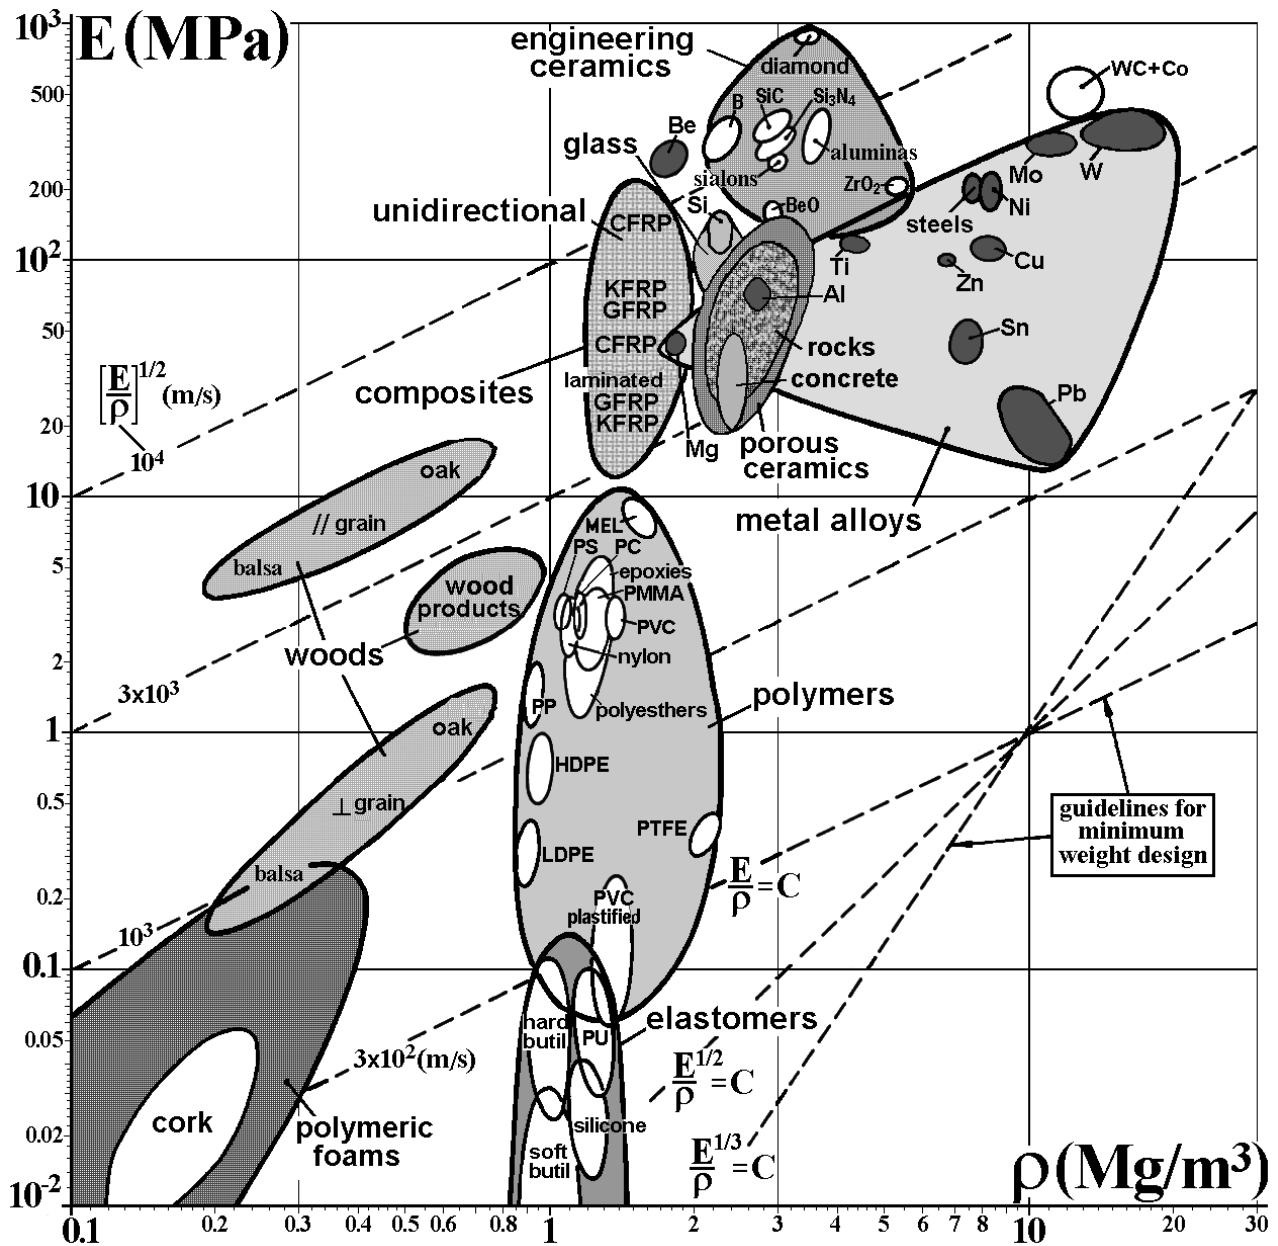 10³ E (MPa)
engineering
ceramics
diamond
WC+Co
500
B
SiC
Si₃N₄
Be
glass
aluminas
Mo
W
200
sialons
ZrO₂
unidirectional
CFRP
Si
BeO
steels
Ni
10²
Ti
Zn
Cu
KFRP
GFRP
Al
50
CFRP
rocks
Sn
[E/ρ]^1/2 (m/s)
composites
laminated
GFRP
KFRP
concrete
Pb
20
10⁴
Mg
porous
ceramics
oak
10
// grain
MEL
metal alloys
5
balsa
PS
PC
epoxies
wood
products
PMMA
PVC
2
woods
nylon
3x10³
PP
polyesthers
polymers
1
oak
HDPE
0.5
⊥ grain
PTFE
guidelines for
minimum
weight design
LDPE
balsa
E/ρ = C
0.2
PVC
plastified
10³
0.1
hard
butil
PU
elastomers
0.05
3x10² (m/s)
E^1/2/ρ = C
cork
polymeric
foams
silicone
0.02
soft
butil
E^1/3/ρ = C
10⁻²
ρ (Mg/m³)
0.1 0.2 0.3 0.4 0.5 0.6 0.8 1 2 3 4 5 6 7 8 10 20 30